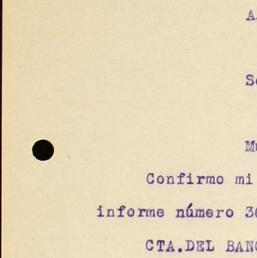 A.
S
M
Confirmo mi
informe número 3
CTA.DEL BAN